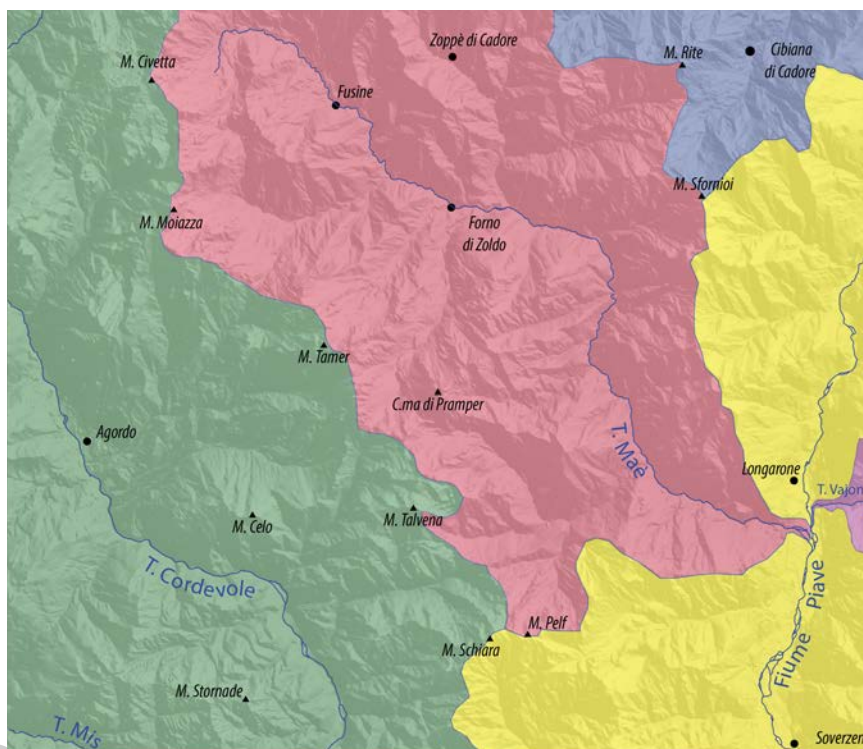 Zoppè di Cadore
M. Rite
Cibiana
di Cadore
M. Civetta
Fusine
M. Sfornioi
M. Moiazza
Forno
di Zoldo
M. Tamer
C.ma di Pramper
Agordo
T. Maè
Longarone
T. Vajon
M. Celo
M. Talvena
T. Cordevole
Fiume Piave
M. Pelf
M. Schiara
M. Stornade
T. Mis
Soverzen